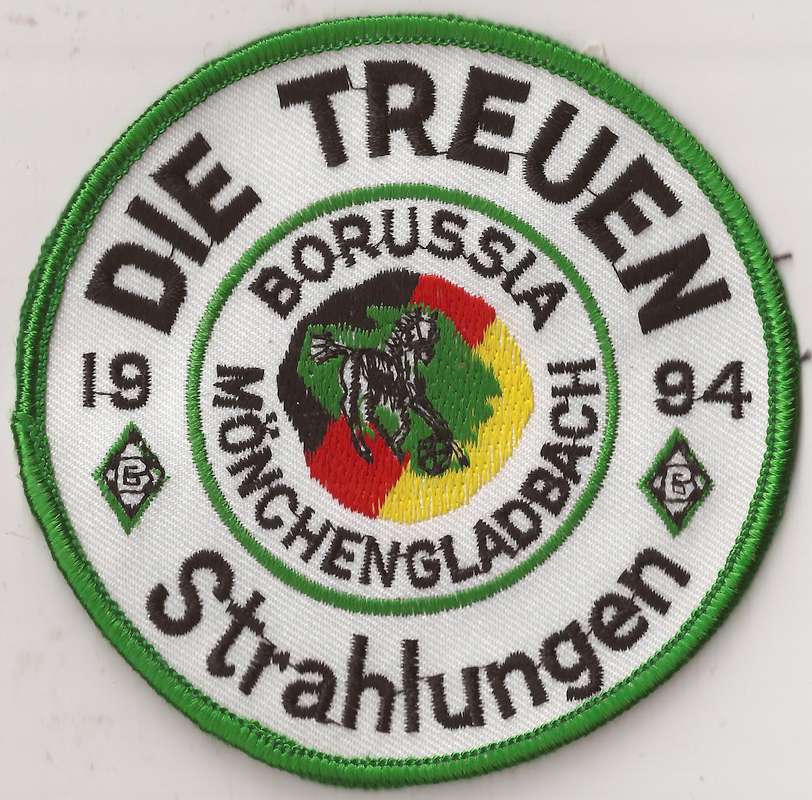 DIE TREUEN
BORUSSIA
MÖNCHENGLADBACH
19 94
B B
Strahlungen